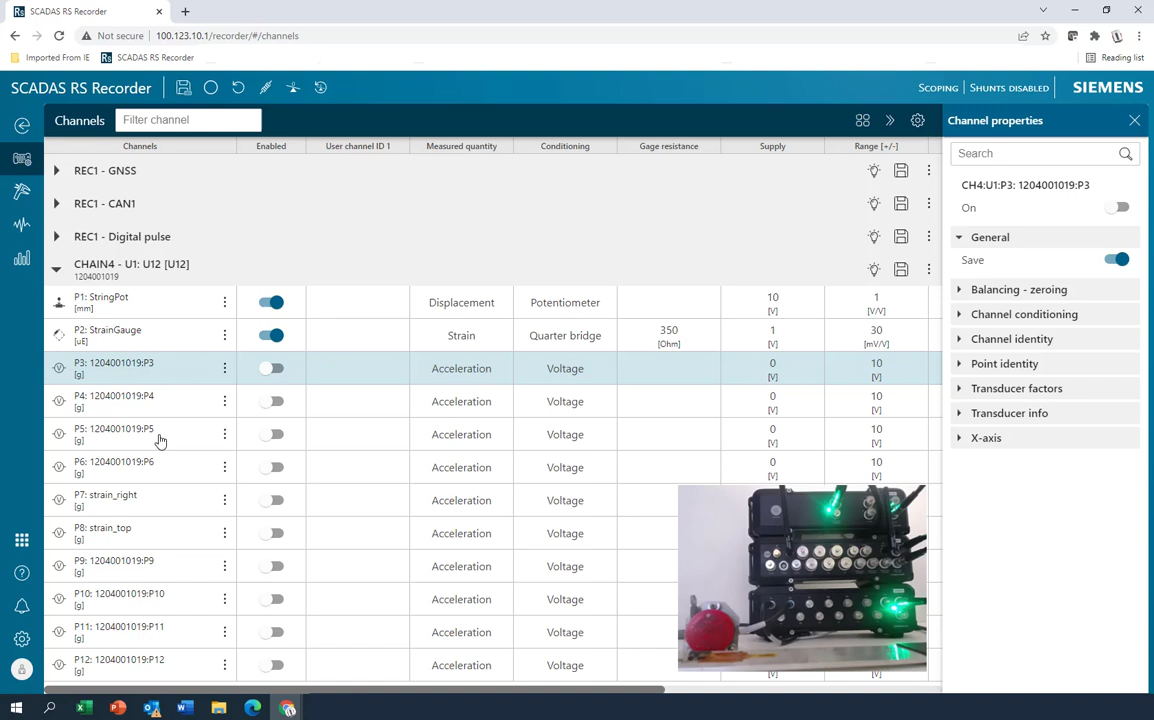 SCADAS RS Recorder
Not secure 100.123.10.1/recorder/#/channels
Imported From IE SCADAS RS Recorder Reading list
SCADAS RS Recorder SCOPING SHUNTS DISABLED SIEMENS
Channels Filter channel Channel properties
Channels Enabled User channel ID 1 Measured quantity Conditioning Gage resistance Supply Range [+/-]
Search
REC1 - GNSS
CH4:U1:P3: 1204001019:P3
REC1 - CAN1
On
REC1 - Digital pulse
General
CHAIN4 - U1: U12 [U12]
1204001019
Save
P1: StringPot
[mm]
Displacement Potentiometer 10
[V]
1
[V/V]
Balancing - zeroing
Channel conditioning
P2: StrainGauge
[uE]
Strain Quarter bridge 350
[Ohm]
1
[V]
30
[mV/V]
Channel identity
P3: 1204001019:P3
[g]
Acceleration Voltage 0
[V]
10
[V]
Point identity
P4: 1204001019:P4
[g]
Acceleration Voltage 0
[V]
10
[V]
Transducer factors
Transducer info
P5: 1204001019:P5
[g]
Acceleration Voltage 0
[V]
10
[V]
X-axis
P6: 1204001019:P6
[g]
Acceleration Voltage 0
[V]
10
[V]
P7: strain_right
[g]
Acceleration Voltage
P8: strain_top
[g]
Acceleration Voltage
P9: 1204001019:P9
[g]
Acceleration Voltage
P10: 1204001019:P10
[g]
Acceleration Voltage
P11: 1204001019:P11
[g]
Acceleration Voltage
P12: 1204001019:P12
[g]
Acceleration Voltage
[V] [V]